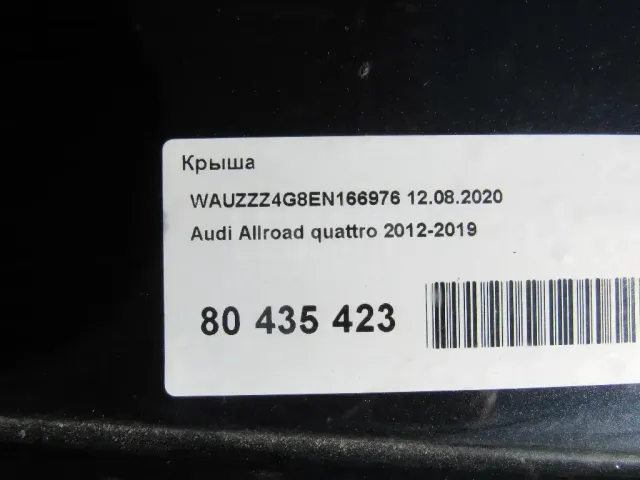 Крыша
WAUZZZ4G8EN166976 12.08.2020
Audi Allroad quattro 2012-2019
80 435 423